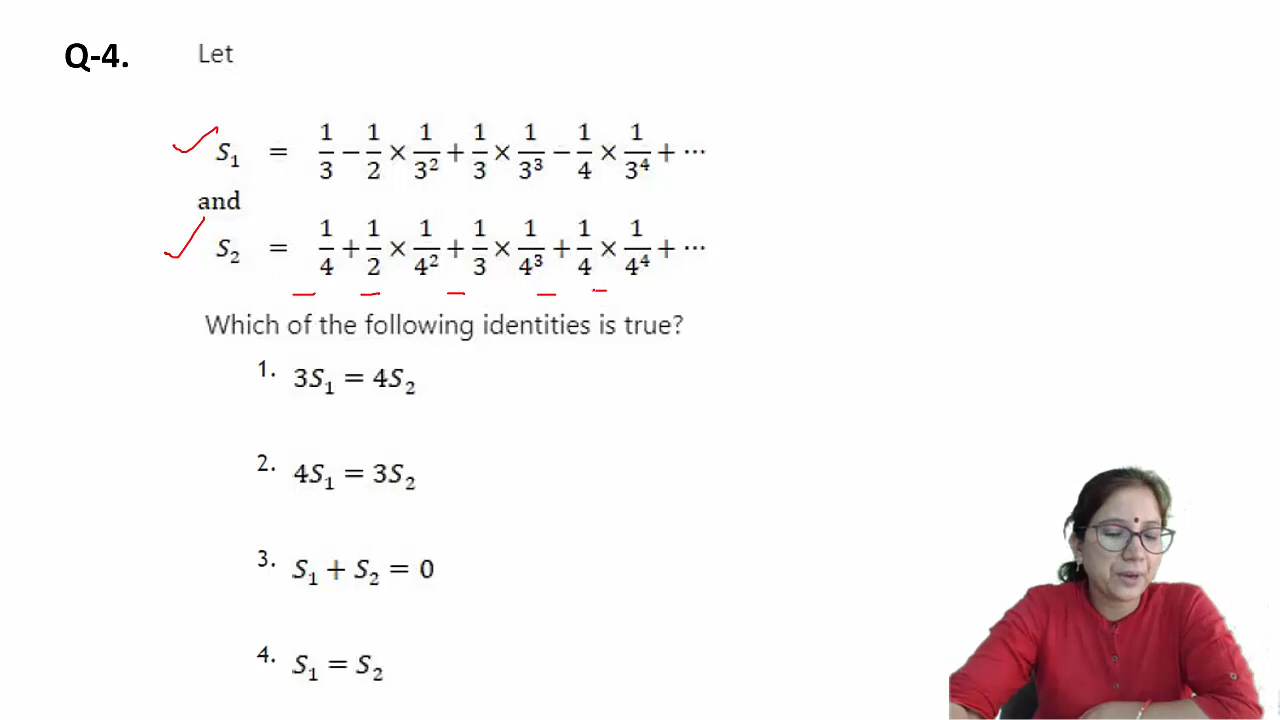 Q-4. Let
S₁ = 1/3 − 1/2 × 1/3² + 1/3 × 1/3³ − 1/4 × 1/3⁴ + ⋯
and
S₂ = 1/4 + 1/2 × 1/4² + 1/3 × 1/4³ + 1/4 × 1/4⁴ + ⋯
Which of the following identities is true?
1. 3S₁ = 4S₂
2. 4S₁ = 3S₂
3. S₁ + S₂ = 0
4. S₁ = S₂